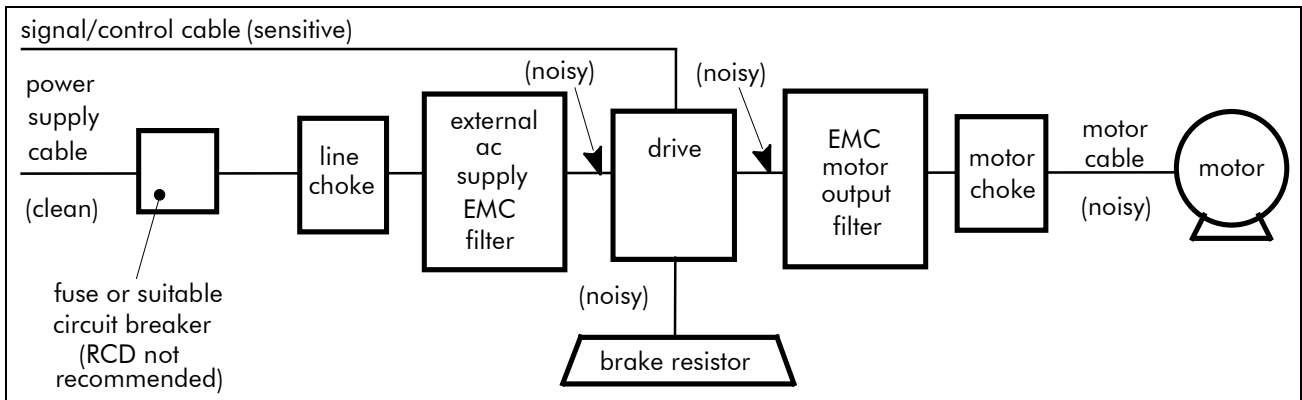 signal/control cable (sensitive)
power
supply
cable
(clean)
fuse or suitable
circuit breaker
(RCD not
recommended)
line
choke
external
ac
supply
EMC
filter
(noisy)
drive
(noisy)
(noisy)
brake resistor
EMC
motor
output
filter
motor
choke
motor
cable
(noisy)
motor